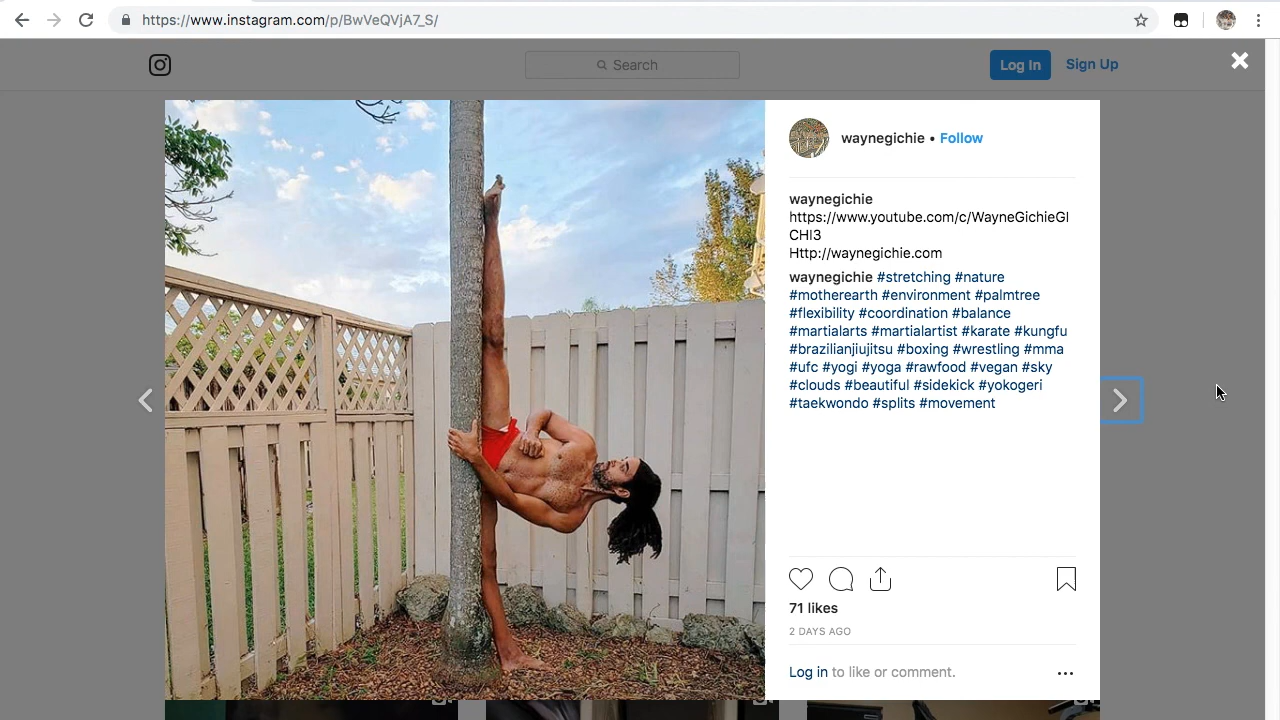 https://www.instagram.com/p/BwVeQVjA7_S/
Search
Log In
Sign Up
waynegichie • Follow
waynegichie
https://www.youtube.com/c/WayneGichieGI
CHI3
Http://waynegichie.com
waynegichie #stretching #nature
#motherearth #environment #palmtree
#flexibility #coordination #balance
#martialarts #martialartist #karate #kungfu
#brazilianjiujitsu #boxing #wrestling #mma
#ufc #yogi #yoga #rawfood #vegan #sky
#clouds #beautiful #sidekick #yokogeri
#taekwondo #splits #movement
71 likes
2 DAYS AGO
Log in to like or comment.